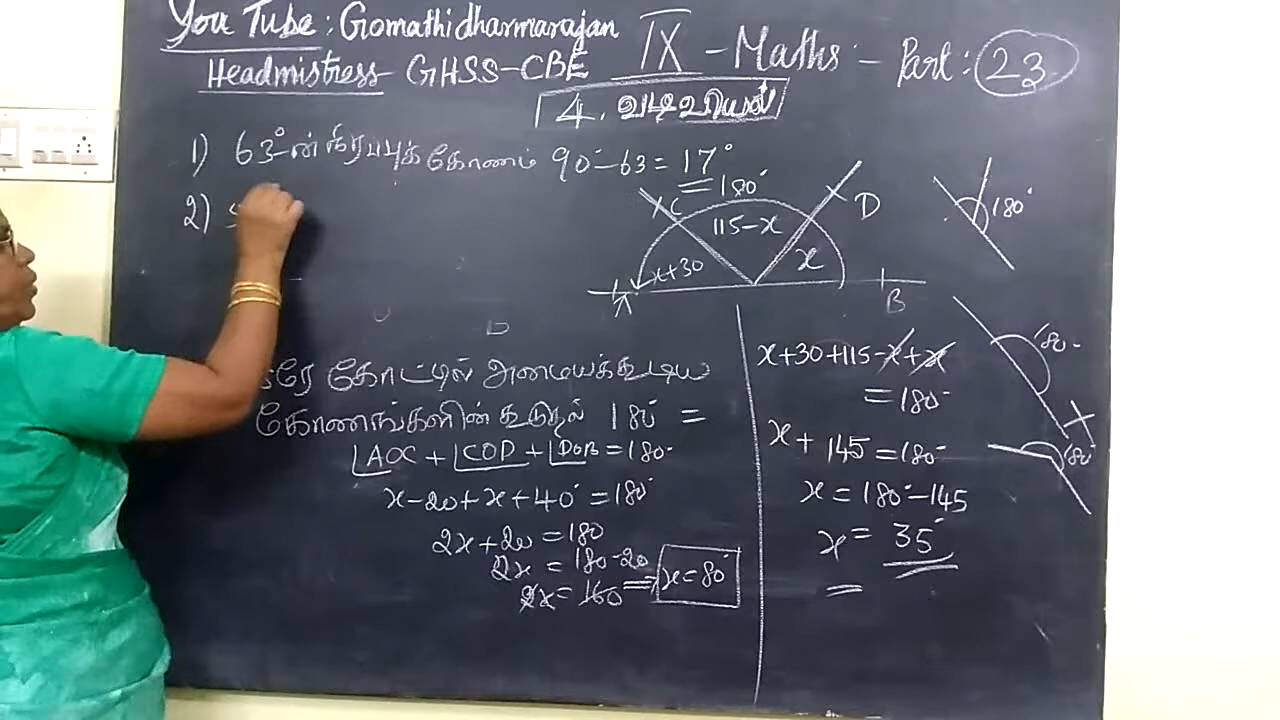 You Tube : Gomathidharmarajan
Headmistress GHSS-CBE
IX - Maths - Part : 23
4. வடிவியல்
1) 63°-ன் நிரப்புக் கோணம் 90°-63 = 17°
2)
= 180°
C
D
115-x
x+30
x
A
B
180°
180-
180-
ஒரே கோட்டில் அமையக்கூடிய
கோணங்களின் கூடுதல் 180° =
∠AOC + ∠COD + ∠DOB = 180-
x-20+x+40° = 180°
2x+20 = 180
2x = 180-20
2x = 160 ⇒ x = 80°
x+30+115-x+x
= 180-
x + 145 = 180-
x = 180°-145
x = 35°